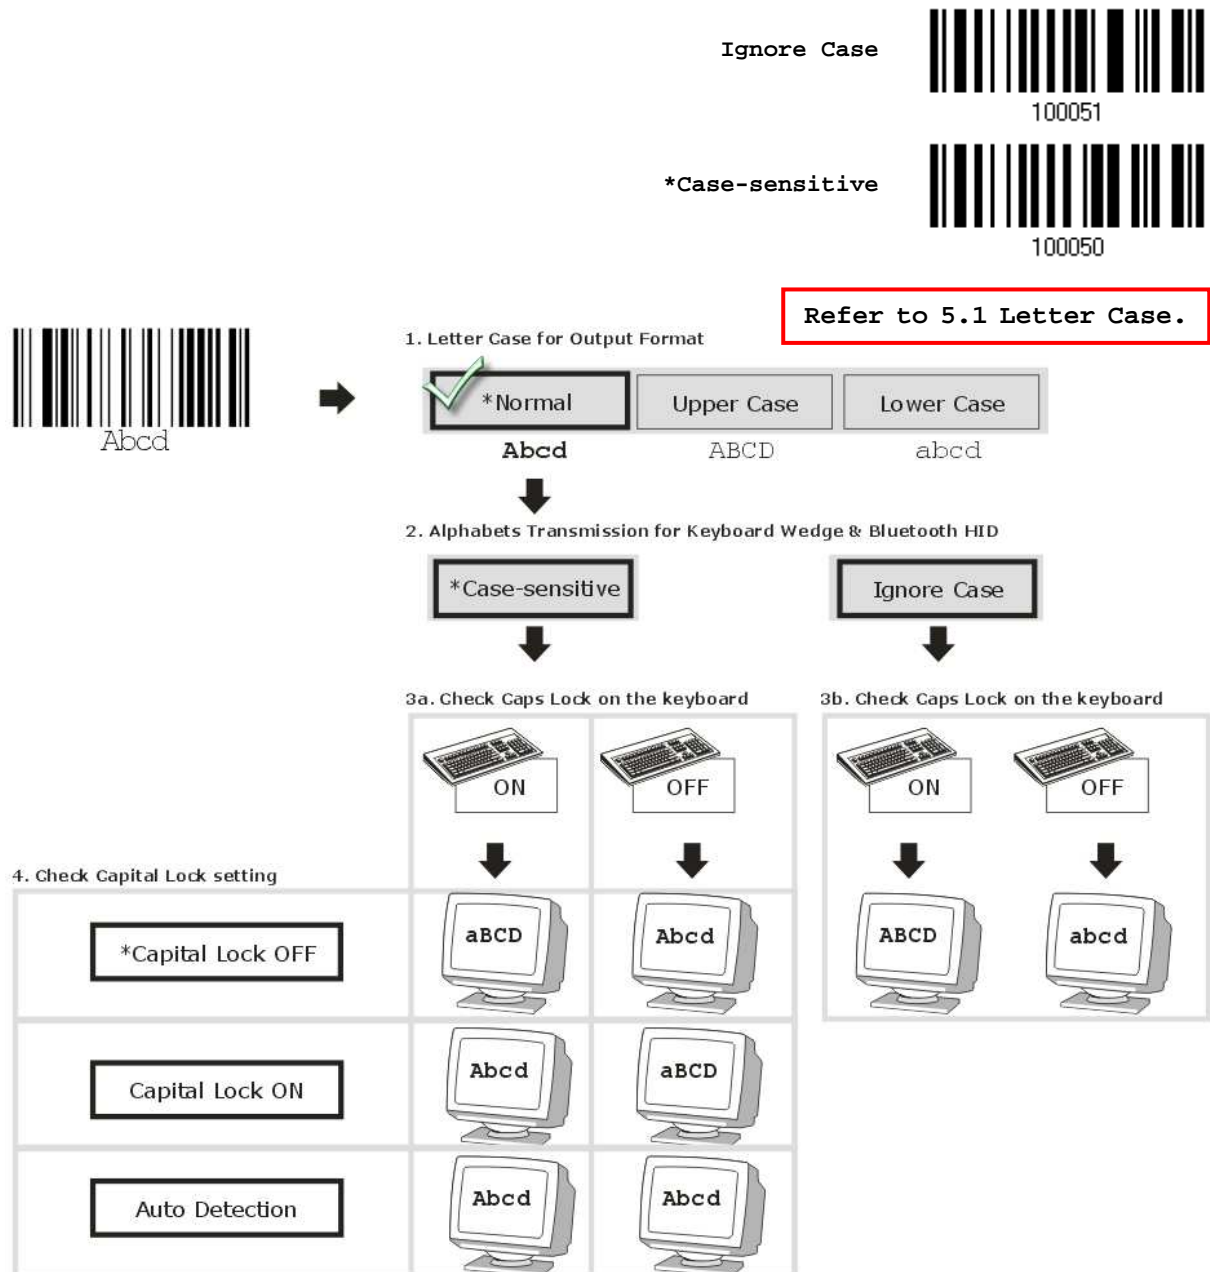 Ignore Case
100051
*Case-sensitive
100050
Refer to 5.1 Letter Case.
1. Letter Case for Output Format
*Normal Upper Case Lower Case
Abcd
Abcd ABCD abcd
2. Alphabets Transmission for Keyboard Wedge & Bluetooth HID
*Case-sensitive Ignore Case
3a. Check Caps Lock on the keyboard 3b. Check Caps Lock on the keyboard
ON OFF ON OFF
4. Check Capital Lock setting
*Capital Lock OFF aBCD Abcd ABCD abcd
Capital Lock ON Abcd aBCD
Auto Detection Abcd Abcd